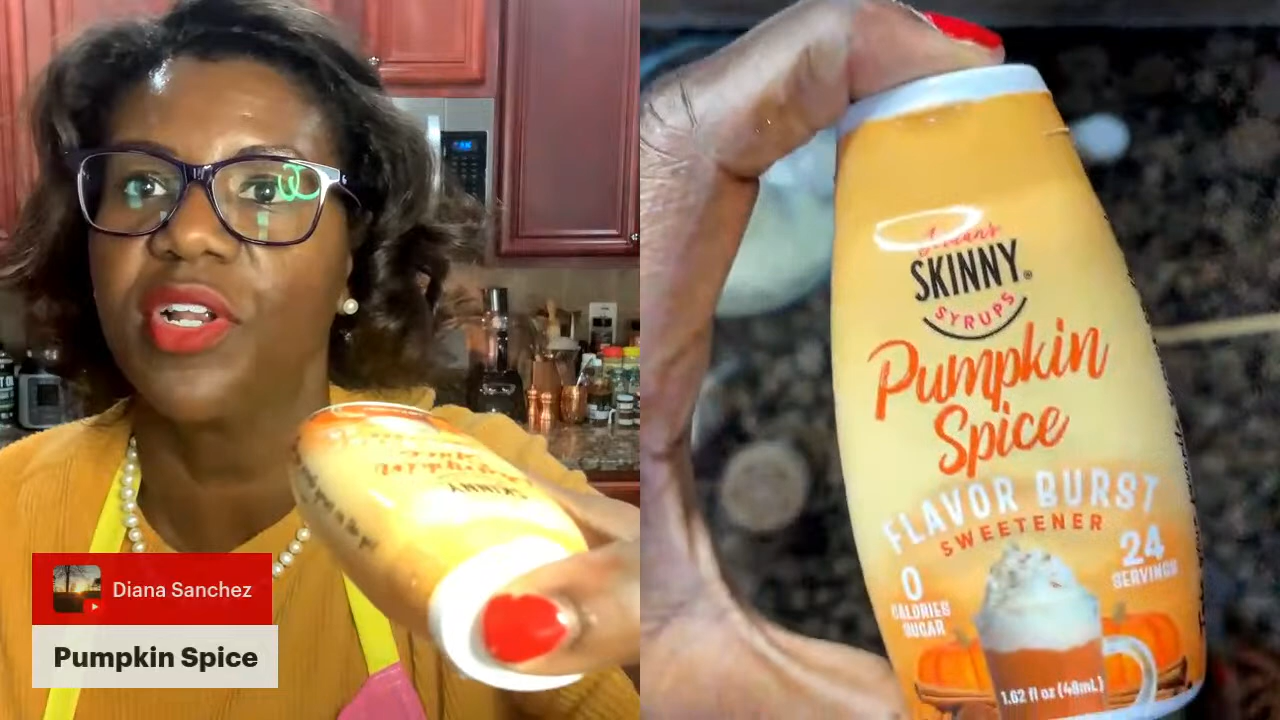 Diana Sanchez
Pumpkin Spice
SKINNY
SYRUPS
Pumpkin
Spice
FLAVOR BURST
SWEETENER
0
CALORIES
SUGAR
24
SERVINGS
1.62 fl oz (48mL)
SKINNY